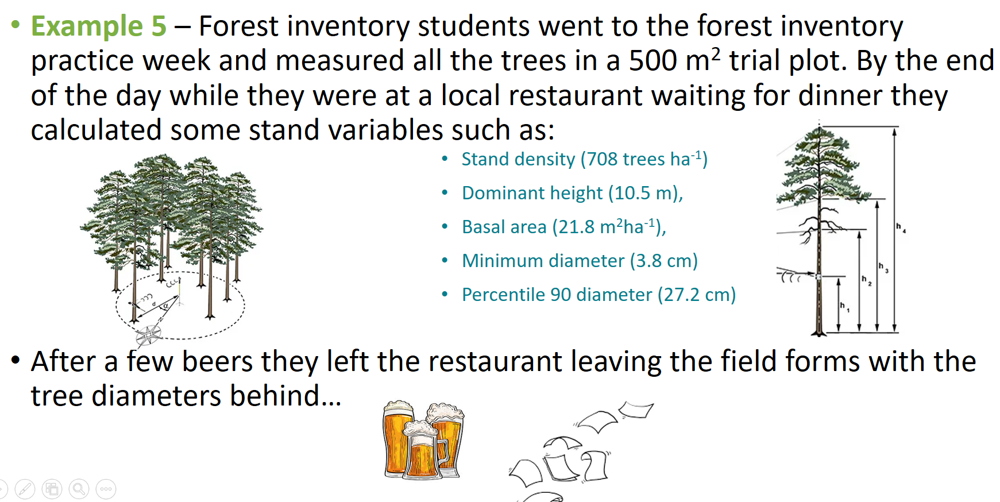 • Example 5 – Forest inventory students went to the forest inventory
practice week and measured all the trees in a 500 m² trial plot. By the end
of the day while they were at a local restaurant waiting for dinner they
calculated some stand variables such as:
• Stand density (708 trees ha⁻¹)
• Dominant height (10.5 m),
• Basal area (21.8 m²ha⁻¹),
• Minimum diameter (3.8 cm)
• Percentile 90 diameter (27.2 cm)
d
α
N
h₄
h₃
h₂
h₁
• After a few beers they left the restaurant leaving the field forms with the
tree diameters behind...